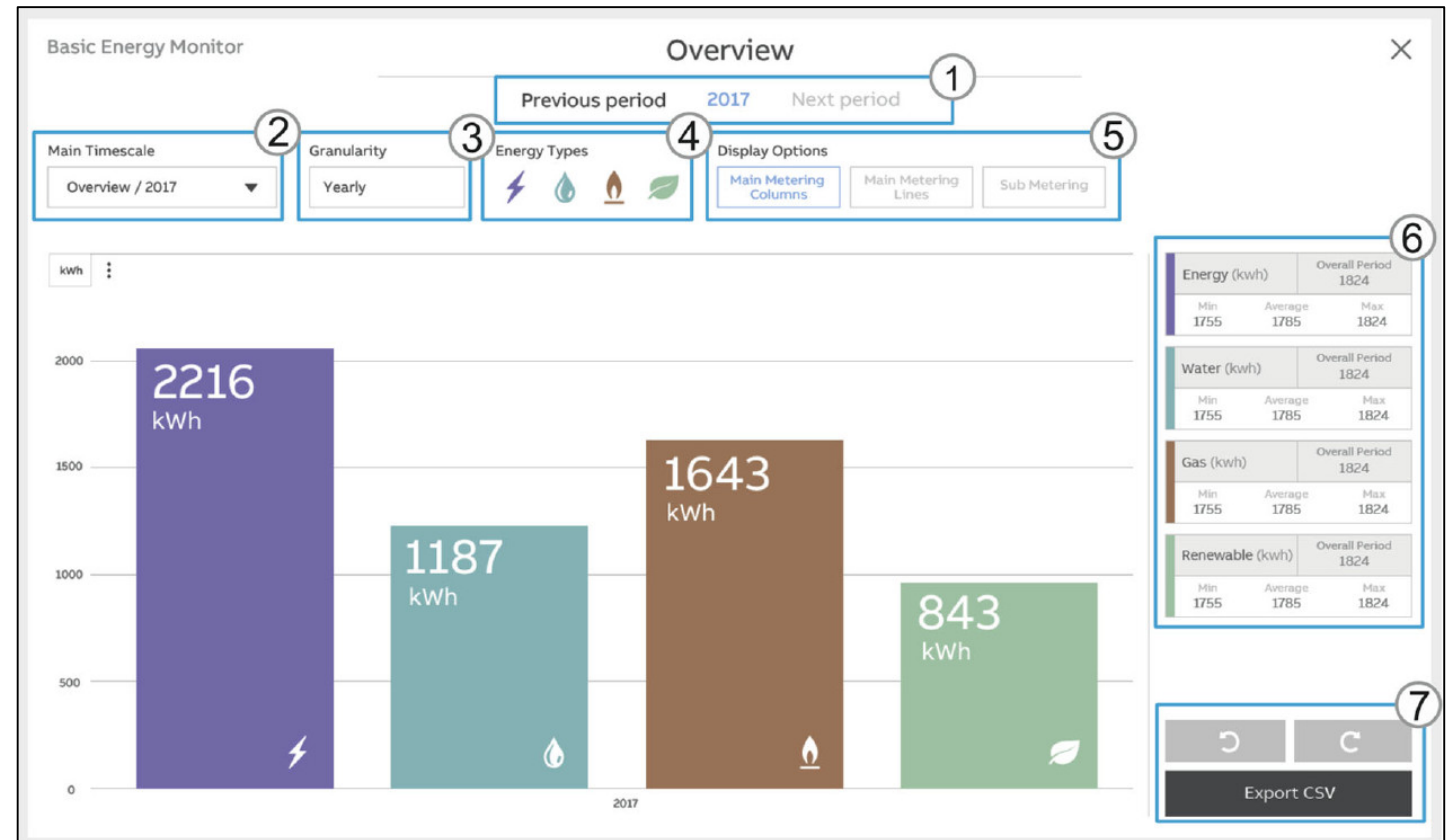 Basic Energy Monitor
Overview
1
Previous period 2017 Next period
2
3
4
5
Main Timescale
Overview / 2017
Granularity
Yearly
Energy Types
Display Options
Main Metering
Columns
Main Metering
Lines
Sub Metering
6
kWh
2000
1500
1000
500
0
2216
kWh
1187
kWh
1643
kWh
843
kWh
2017
Energy (kwh)
Overall Period
1824
Min Average Max
1755 1785 1824
Water (kwh)
Overall Period
1824
Min Average Max
1755 1785 1824
Gas (kwh)
Overall Period
1824
Min Average Max
1755 1785 1824
Renewable (kwh)
Overall Period
1824
Min Average Max
1755 1785 1824
7
Export CSV